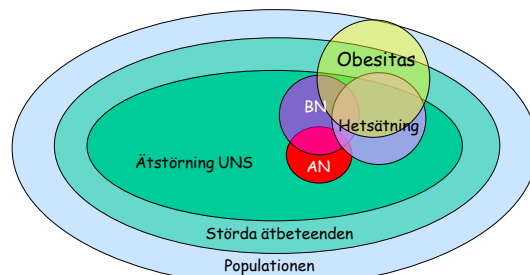 Obesitas
BN
Hetsätning
Ätstörning UNS
AN
Störda ätbeteenden
Populationen